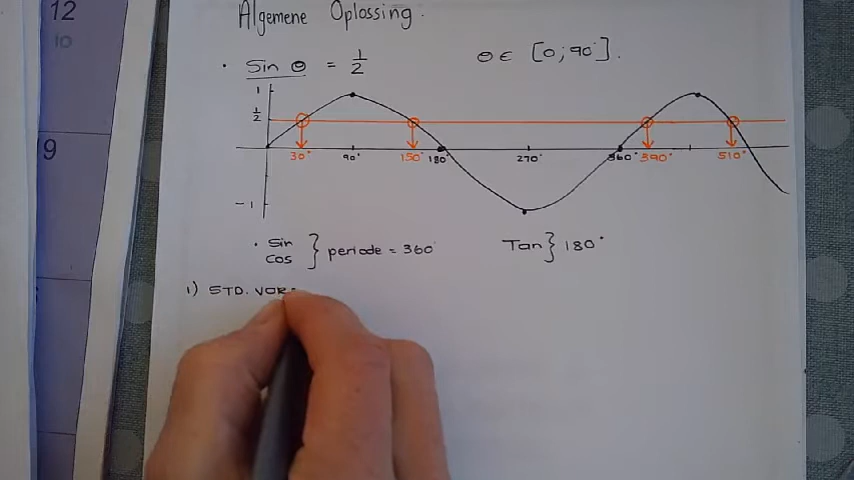 12
10
9
Algemene Oplossing.
• Sin θ = 1/2
θ ∈ [0; 90°].
1
1/2
30° 90° 150° 180° 270° 360° 390° 510°
-1
• Sin
Cos } periode = 360°
Tan } 180°
1) STD. VOR